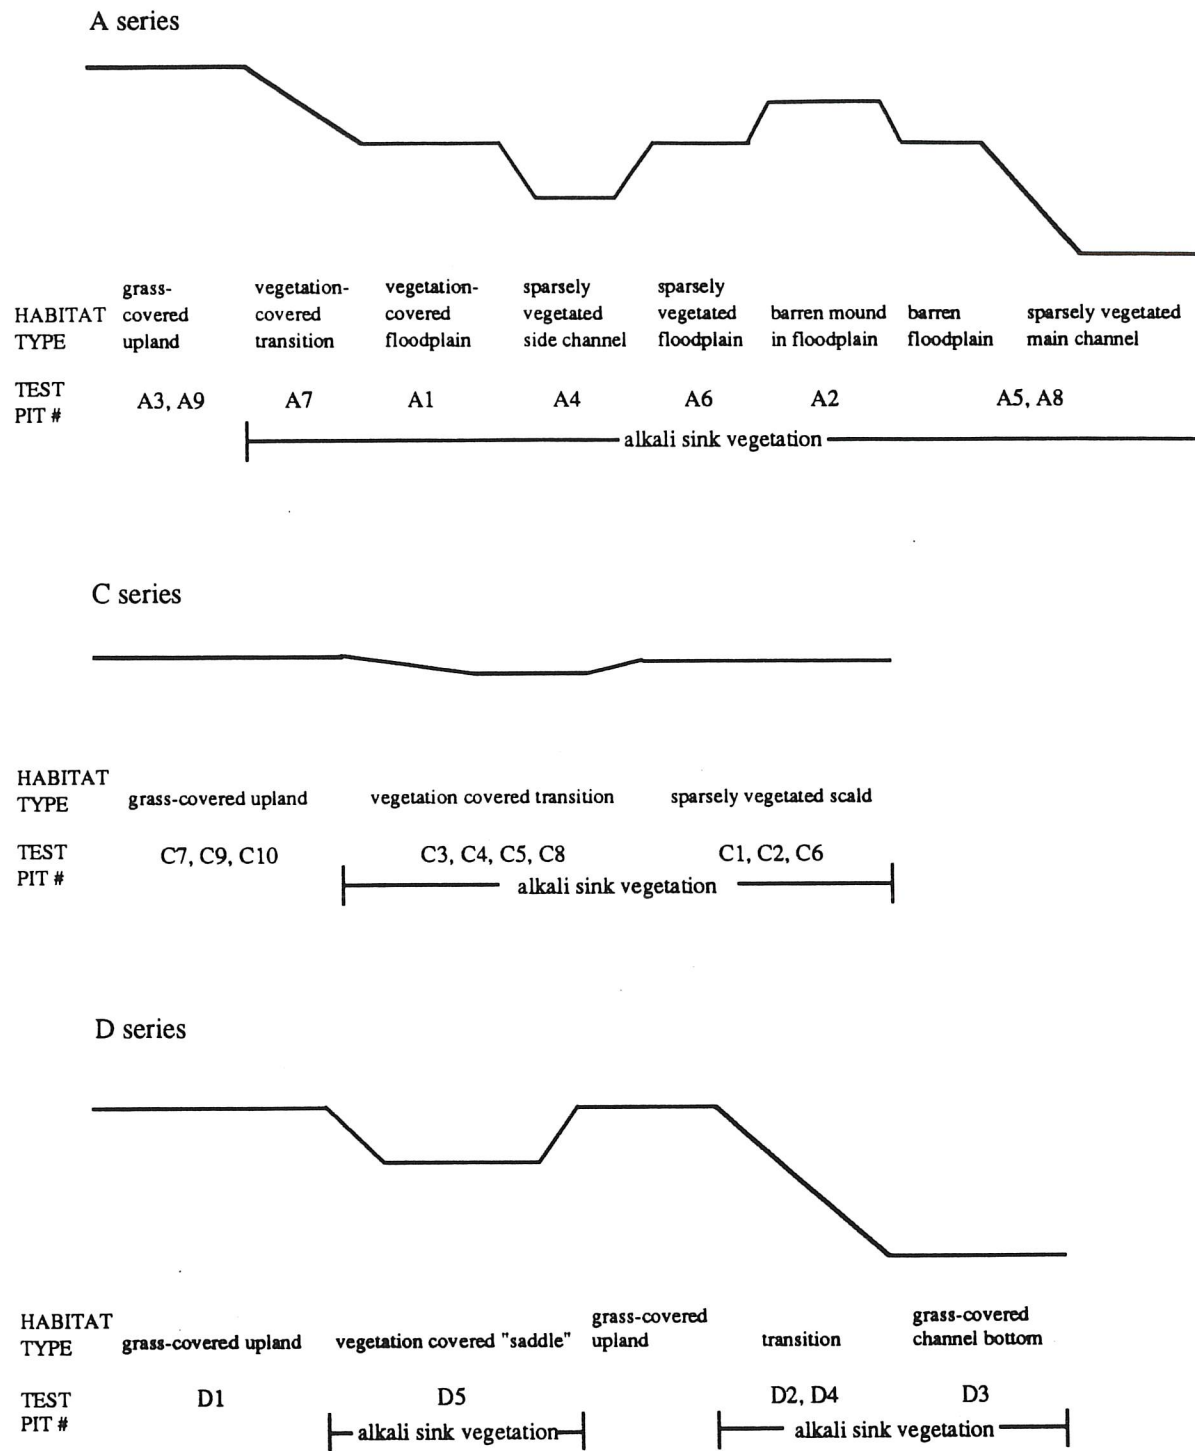 A series
HABITAT TYPE
grass-covered upland
vegetation-covered transition
vegetation-covered floodplain
sparsely vegetated side channel
sparsely vegetated floodplain
barren mound in floodplain
barren floodplain
sparsely vegetated main channel
TEST PIT #
A3, A9
A7
A1
A4
A6
A2
A5, A8
alkali sink vegetation
C series
HABITAT TYPE
grass-covered upland
vegetation covered transition
sparsely vegetated scald
TEST PIT #
C7, C9, C10
C3, C4, C5, C8
C1, C2, C6
alkali sink vegetation
D series
HABITAT TYPE
grass-covered upland
vegetation covered "saddle"
grass-covered upland
transition
grass-covered channel bottom
TEST PIT #
D1
D5
D2, D4
D3
alkali sink vegetation
alkali sink vegetation